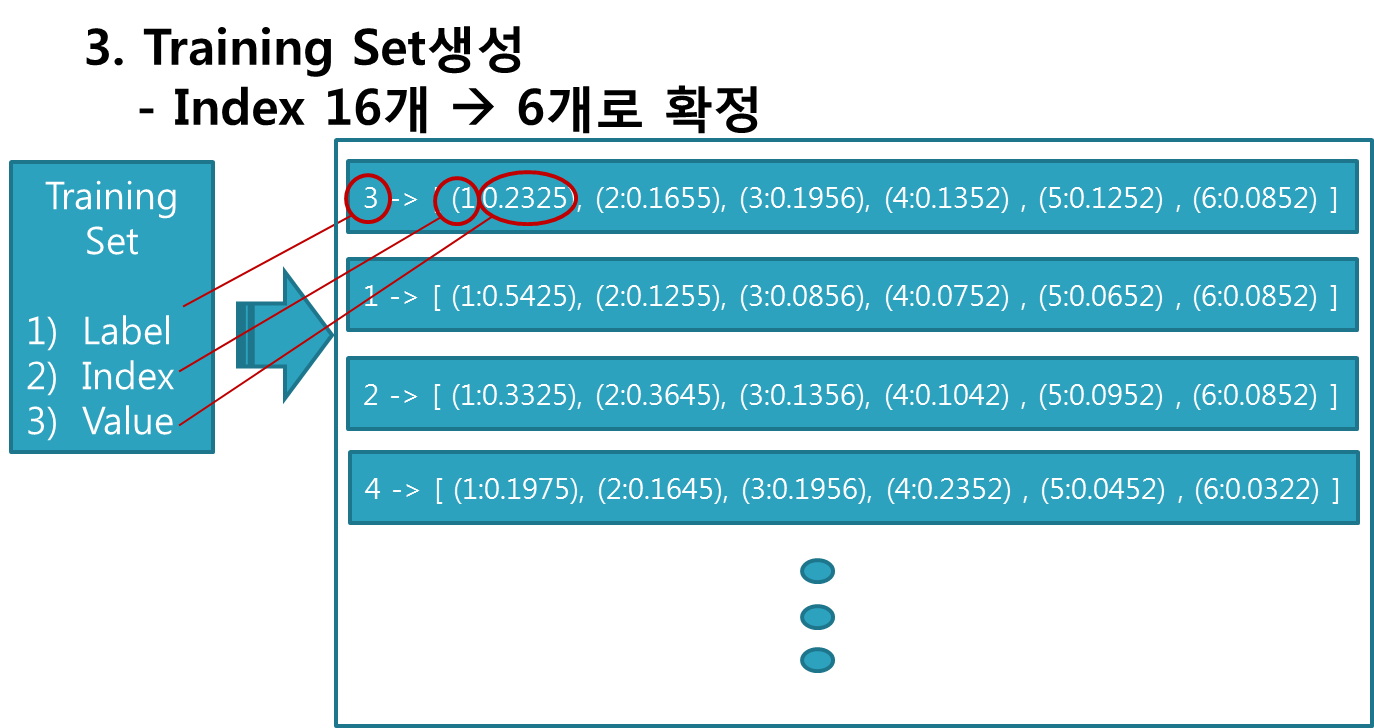 3. Training Set생성
- Index 16개 → 6개로 확정
Training
Set
1) Label
2) Index
3) Value
3 -> [ (1:0.2325), (2:0.1655), (3:0.1956), (4:0.1352) , (5:0.1252) , (6:0.0852) ]
1 -> [ (1:0.5425), (2:0.1255), (3:0.0856), (4:0.0752) , (5:0.0652) , (6:0.0852) ]
2 -> [ (1:0.3325), (2:0.3645), (3:0.1356), (4:0.1042) , (5:0.0952) , (6:0.0852) ]
4 -> [ (1:0.1975), (2:0.1645), (3:0.1956), (4:0.2352) , (5:0.0452) , (6:0.0322) ]